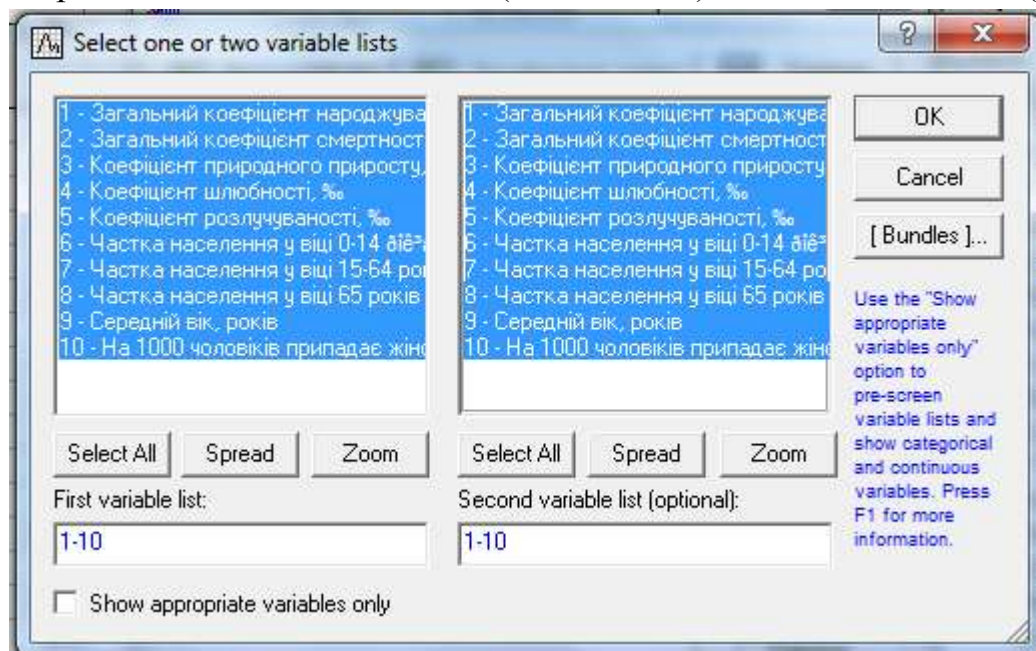 Select one or two variable lists
1 - Загальний коефіцієнт народжува
2 - Загальний коефіцієнт смертност
3 - Коефіцієнт природного приросту,
4 - Коефіцієнт шлюбності, ‰
5 - Коефіцієнт розлучуваності, ‰
6 - Частка населення у віці 0-14 ðîê³
7 - Частка населення у віці 15-64 ро
8 - Частка населення у віці 65 років
9 - Середній вік, років
10 - На 1000 чоловіків припадає жін
1 - Загальний коефіцієнт народжува
2 - Загальний коефіцієнт смертност
3 - Коефіцієнт природного приросту
4 - Коефіцієнт шлюбності, ‰
5 - Коефіцієнт розлучуваності, ‰
6 - Частка населення у віці 0-14 ðîê³
7 - Частка населення у віці 15-64 ро
8 - Частка населення у віці 65 років
9 - Середній вік, років
10 - На 1000 чоловіків припадає жін
OK
Cancel
[ Bundles ]...
Use the "Show
appropriate
variables only"
option to
pre-screen
variable lists and
show categorical
and continuous
variables. Press
F1 for more
information.
Select All Spread Zoom
Select All Spread Zoom
First variable list:
Second variable list (optional):
1-10
1-10
Show appropriate variables only